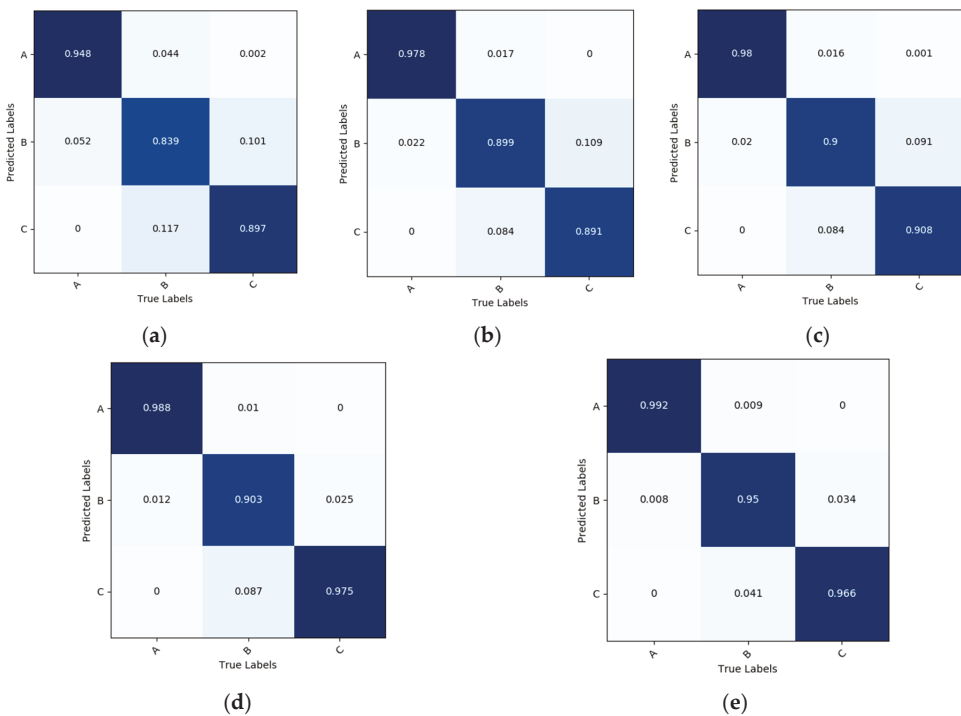 A 0.948 0.044 0.002
Predicted Labels
B 0.052 0.839 0.101
C 0 0.117 0.897
A B C
True Labels
(a)
A 0.978 0.017 0
Predicted Labels
B 0.022 0.899 0.109
C 0 0.084 0.891
A B C
True Labels
(b)
A 0.98 0.016 0.001
Predicted Labels
B 0.02 0.9 0.091
C 0 0.084 0.908
A B C
True Labels
(c)
A 0.988 0.01 0
Predicted Labels
B 0.012 0.903 0.025
C 0 0.087 0.975
A B C
True Labels
(d)
A 0.992 0.009 0
Predicted Labels
B 0.008 0.95 0.034
C 0 0.041 0.966
A B C
True Labels
(e)